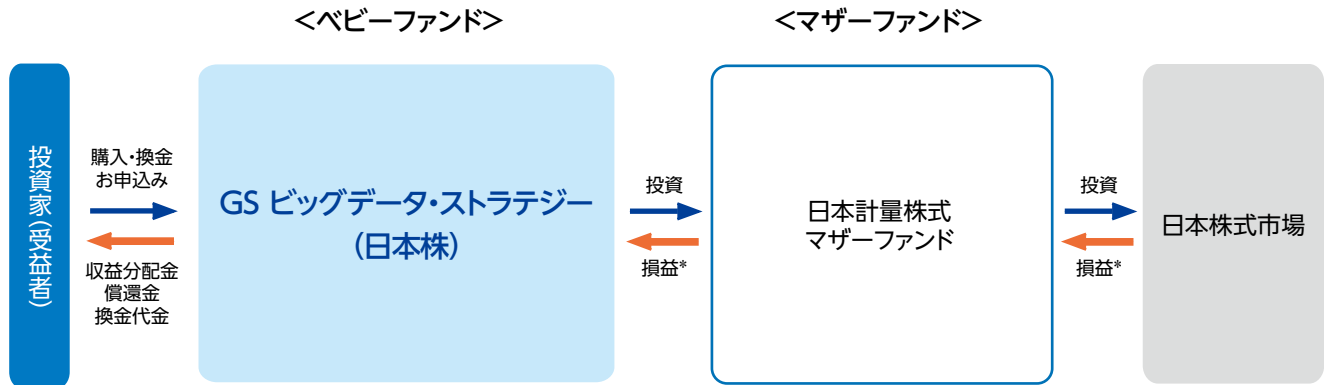 <ベビーファンド>
<マザーファンド>
投資家(受益者)
購入・換金
お申込み
収益分配金
償還金
換金代金
GS ビッグデータ・ストラテジー
(日本株)
投資
損益*
日本計量株式
マザーファンド
投資
損益*
日本株式市場